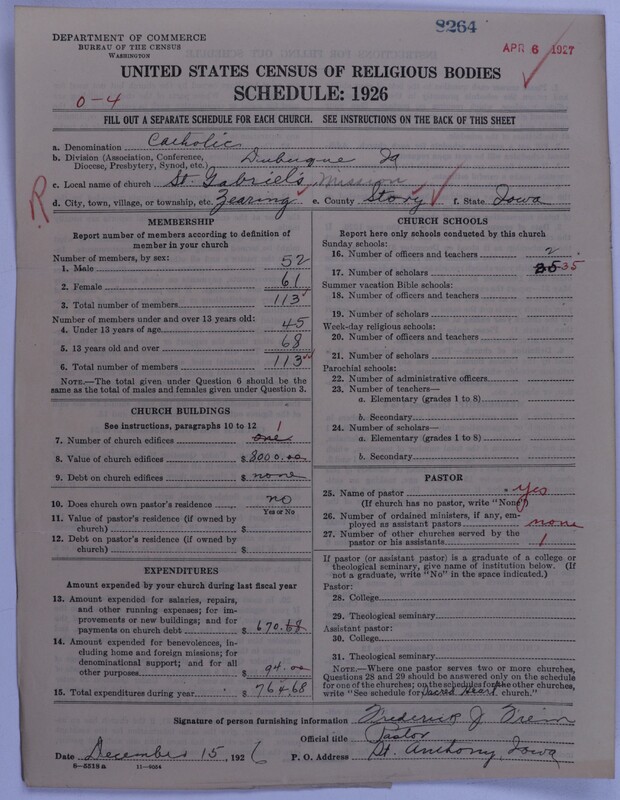 8264
DEPARTMENT OF COMMERCE
BUREAU OF THE CENSUS
WASHINGTON
APR 6 1927
UNITED STATES CENSUS OF RELIGIOUS BODIES
SCHEDULE: 1926
0-4
FILL OUT A SEPARATE SCHEDULE FOR EACH CHURCH. SEE INSTRUCTIONS ON THE BACK OF THIS SHEET
a. Denomination Catholic
b. Division (Association, Conference, Diocese, Presbytery, Synod, etc.) Dubuque Ia
c. Local name of church St. Gabriel's Mission
R d. City, town, village, or township, etc. Zearing e. County Story f. State Iowa
MEMBERSHIP
Report number of members according to definition of
member in your church
Number of members, by sex:
1. Male 52
2. Female 61
3. Total number of members 113
Number of members under and over 13 years old:
4. Under 13 years of age 45
5. 13 years old and over 68
6. Total number of members 113
NOTE.—The total given under Question 6 should be the
same as the total of males and females given under Question 3.
CHURCH BUILDINGS
See instructions, paragraphs 10 to 12
7. Number of church edifices one 1
8. Value of church edifices $ 8000.00
9. Debt on church edifices $ none
10. Does church own pastor's residence no
Yes or No
11. Value of pastor's residence (if owned by
church) $
12. Debt on pastor's residence (if owned by
church) $
EXPENDITURES
Amount expended by your church during last fiscal year
13. Amount expended for salaries, repairs,
and other running expenses; for im-
provements or new buildings; and for
payments on church debt $ 670.68
14. Amount expended for benevolences, in-
cluding home and foreign missions; for
denominational support; and for all
other purposes $ 94.00
15. Total expenditures during year $ 764.68
CHURCH SCHOOLS
Report here only schools conducted by this church
Sunday schools:
16. Number of officers and teachers 2
17. Number of scholars 35
Summer vacation Bible schools:
18. Number of officers and teachers
19. Number of scholars
Week-day religious schools:
20. Number of officers and teachers
21. Number of scholars
Parochial schools:
22. Number of administrative officers
23. Number of teachers—
a. Elementary (grades 1 to 8)
b. Secondary
24. Number of scholars—
a. Elementary (grades 1 to 8)
b. Secondary
PASTOR
25. Name of pastor yes
(If church has no pastor, write "None")
26. Number of ordained ministers, if any, em-
ployed as assistant pastors none
27. Number of other churches served by the
pastor or his assistants 1
If pastor (or assistant pastor) is a graduate of a college or
theological seminary, give name of institution below. (If
not a graduate, write "No" in the space indicated.)
Pastor:
28. College
29. Theological seminary
Assistant pastor:
30. College
31. Theological seminary
NOTE.—Where one pastor serves two or more churches,
Questions 28 and 29 should be answered only on the schedule
for one of the churches; on the schedules for the other churches,
write "See schedule for Sacred Heart church."
Signature of person furnishing information Frederick J.
Official title Pastor
Date December 15, 1926 P. O. Address St. Anthony, Iowa
8-5518a 11-9054